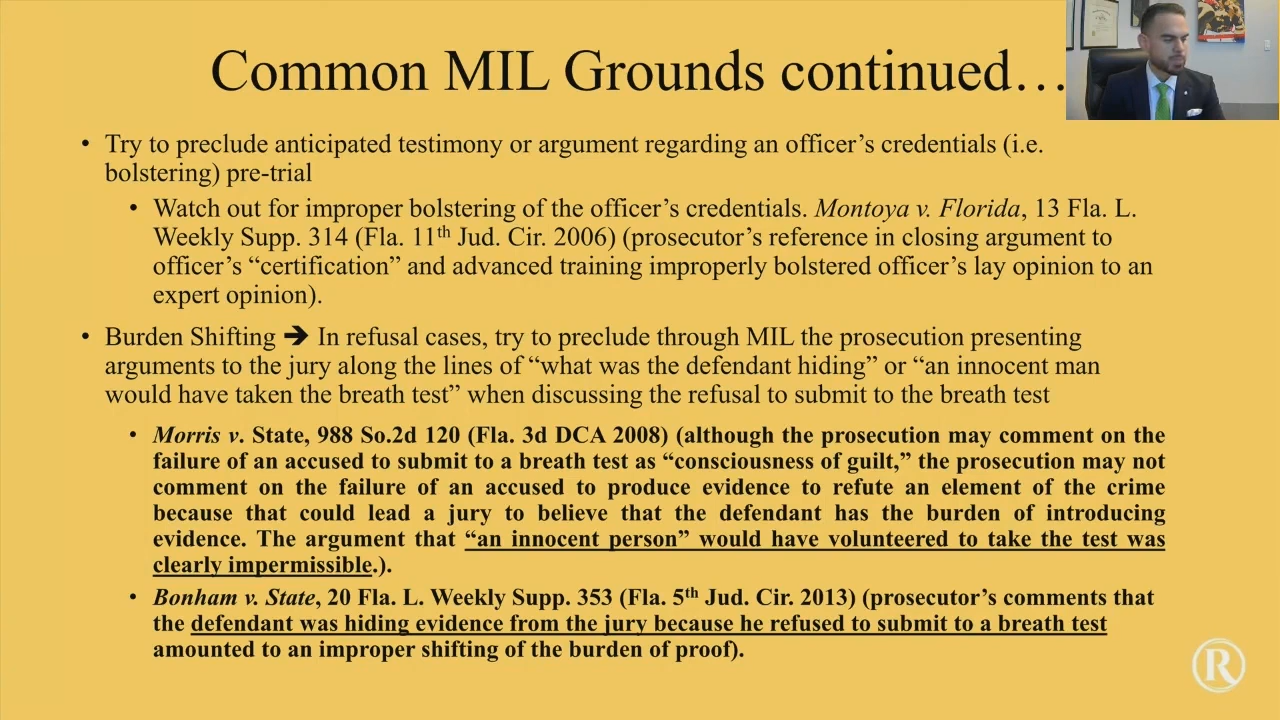 Common MIL Grounds continued…
• Try to preclude anticipated testimony or argument regarding an officer’s credentials (i.e.
bolstering) pre-trial
• Watch out for improper bolstering of the officer’s credentials. Montoya v. Florida, 13 Fla. L.
Weekly Supp. 314 (Fla. 11th Jud. Cir. 2006) (prosecutor’s reference in closing argument to
officer’s “certification” and advanced training improperly bolstered officer’s lay opinion to an
expert opinion).
• Burden Shifting ➔ In refusal cases, try to preclude through MIL the prosecution presenting
arguments to the jury along the lines of “what was the defendant hiding” or “an innocent man
would have taken the breath test” when discussing the refusal to submit to the breath test
• Morris v. State, 988 So.2d 120 (Fla. 3d DCA 2008) (although the prosecution may comment on the
failure of an accused to submit to a breath test as “consciousness of guilt,” the prosecution may not
comment on the failure of an accused to produce evidence to refute an element of the crime
because that could lead a jury to believe that the defendant has the burden of introducing
evidence. The argument that “an innocent person” would have volunteered to take the test was
clearly impermissible.).
• Bonham v. State, 20 Fla. L. Weekly Supp. 353 (Fla. 5th Jud. Cir. 2013) (prosecutor’s comments that
the defendant was hiding evidence from the jury because he refused to submit to a breath test
amounted to an improper shifting of the burden of proof).
R